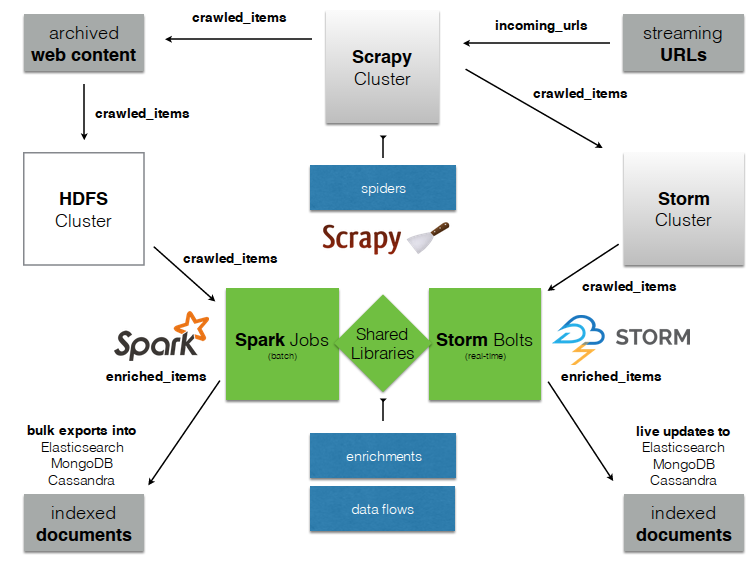 crawled_items
incoming_urls
archived
web content
Scrapy
Cluster
streaming
URLs
crawled_items
crawled_items
spiders
HDFS
Cluster
Storm
Cluster
Scrapy
crawled_items
crawled_items
Spark Jobs
(batch)
Shared
Libraries
Storm Bolts
(real-time)
Spark
STORM
enriched_items
enriched_items
bulk exports into
Elasticsearch
MongoDB
Cassandra
live updates to
Elasticsearch
MongoDB
Cassandra
enrichments
data flows
indexed
documents
indexed
documents